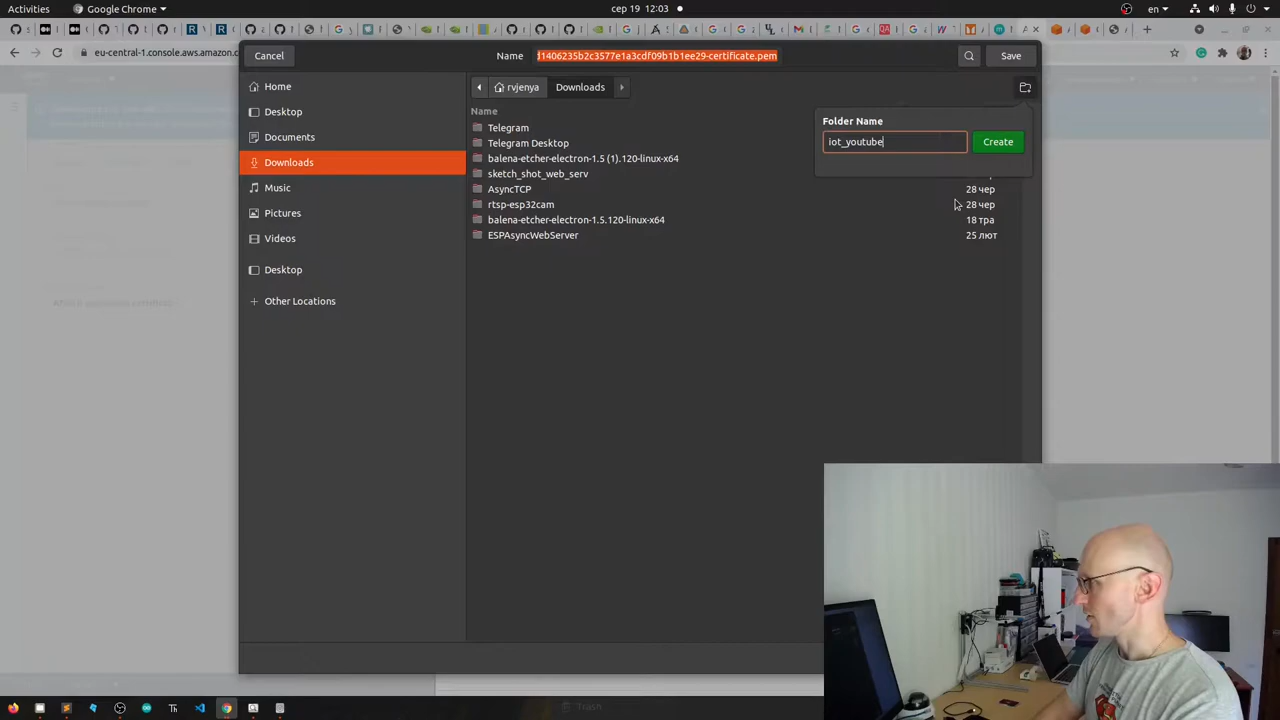 Activities
Google Chrome
сер 19 12:03
en
eu-central-1.console.aws.amazon.c
Cancel
Name
31406235b2c3577e1a3cdf09b1b1ee29-certificate.pem
Save
Home
Desktop
Documents
Downloads
Music
Pictures
Videos
Desktop
Other Locations
rvjenya
Downloads
Name
Folder Name
iot_youtube
Create
Telegram
Telegram Desktop
balena-etcher-electron-1.5 (1).120-linux-x64
sketch_shot_web_serv
AsyncTCP
28 чер
rtsp-esp32cam
28 чер
balena-etcher-electron-1.5.120-linux-x64
18 тра
ESPAsyncWebServer
25 лют
Trash